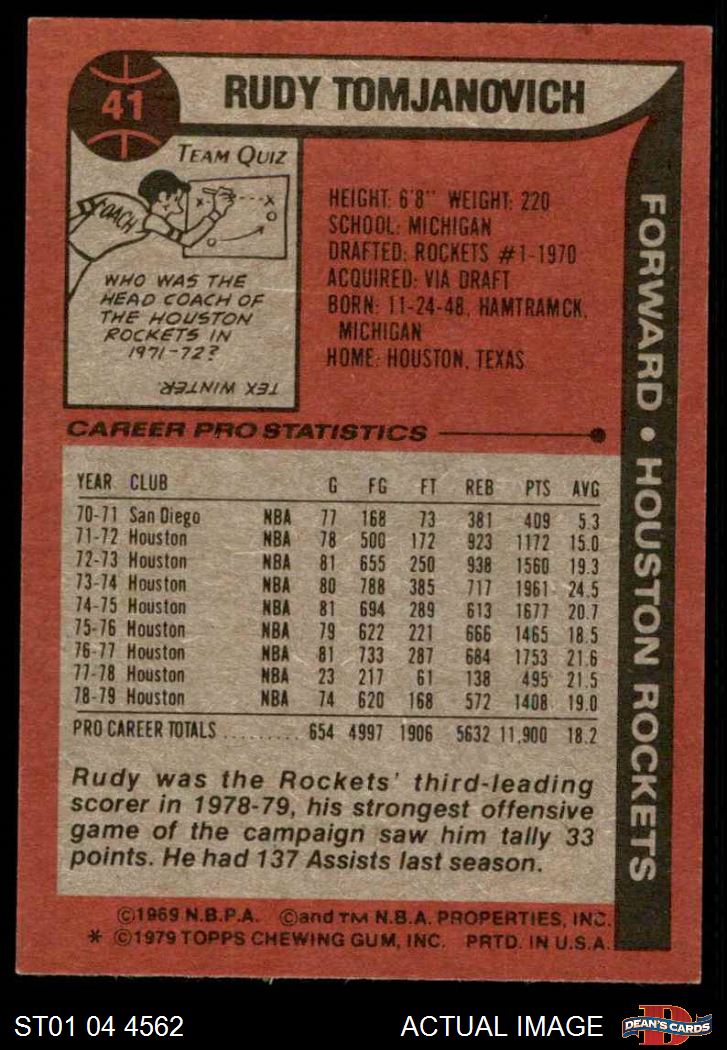 41
RUDY TOMJANOVICH
TEAM QUIZ
COACH
WHO WAS THE
HEAD COACH OF
THE HOUSTON
ROCKETS IN
1971-72?
TEX WINTER
HEIGHT: 6'8" WEIGHT: 220
SCHOOL: MICHIGAN
DRAFTED: ROCKETS #1-1970
ACQUIRED: VIA DRAFT
BORN: 11-24-48, HAMTRAMCK,
MICHIGAN
HOME: HOUSTON, TEXAS
FORWARD • HOUSTON ROCKETS
CAREER PRO STATISTICS
YEAR CLUB G FG FT REB PTS AVG
70-71 San Diego NBA 77 168 73 381 409 5.3
71-72 Houston NBA 78 500 172 923 1172 15.0
72-73 Houston NBA 81 655 250 938 1560 19.3
73-74 Houston NBA 80 788 385 717 1961 24.5
74-75 Houston NBA 81 694 289 613 1677 20.7
75-76 Houston NBA 79 622 221 666 1465 18.5
76-77 Houston NBA 81 733 287 684 1753 21.6
77-78 Houston NBA 23 217 61 138 495 21.5
78-79 Houston NBA 74 620 168 572 1408 19.0
PRO CAREER TOTALS ......... 654 4997 1906 5632 11,900 18.2
Rudy was the Rockets' third-leading
scorer in 1978-79, his strongest offensive
game of the campaign saw him tally 33
points. He had 137 Assists last season.
©1969 N.B.P.A. ©and TM N.B.A. PROPERTIES, INC.
* ©1979 TOPPS CHEWING GUM, INC. PRTD. IN U.S.A.
ST01 04 4562
ACTUAL IMAGE
D
DEAN'S CARDS